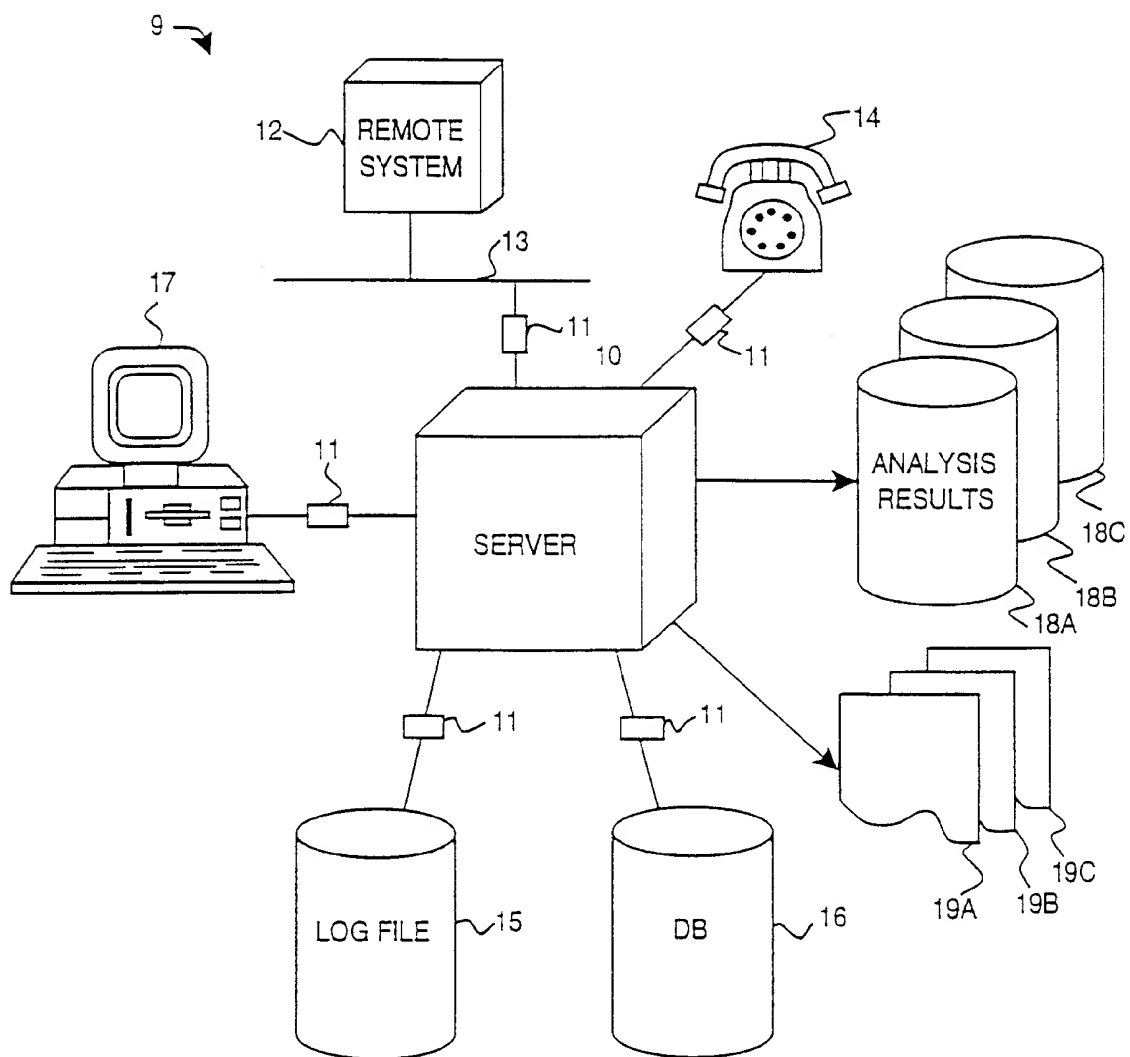 9
12
REMOTE
SYSTEM
14
13
17
11
10
11
11
SERVER
ANALYSIS
RESULTS
18C
18B
18A
11
11
19C
19B
19A
LOG FILE
15
DB
16